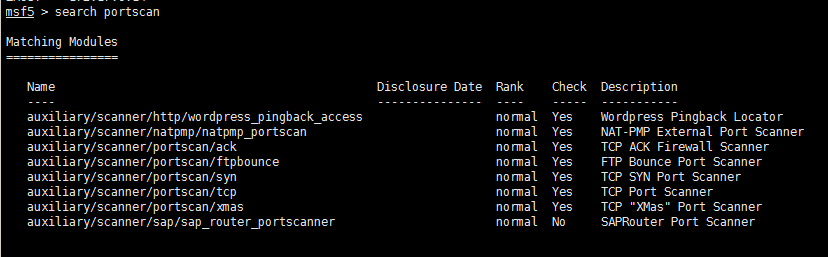 msf5 > search portscan
Matching Modules
================
Name Disclosure Date Rank Check Description
---- --------------- ---- ----- -----------
auxiliary/scanner/http/wordpress_pingback_access normal Yes Wordpress Pingback Locator
auxiliary/scanner/natpmp/natpmp_portscan normal Yes NAT-PMP External Port Scanner
auxiliary/scanner/portscan/ack normal Yes TCP ACK Firewall Scanner
auxiliary/scanner/portscan/ftpbounce normal Yes FTP Bounce Port Scanner
auxiliary/scanner/portscan/syn normal Yes TCP SYN Port Scanner
auxiliary/scanner/portscan/tcp normal Yes TCP Port Scanner
auxiliary/scanner/portscan/xmas normal Yes TCP "XMas" Port Scanner
auxiliary/scanner/sap/sap_router_portscanner normal No SAPRouter Port Scanner